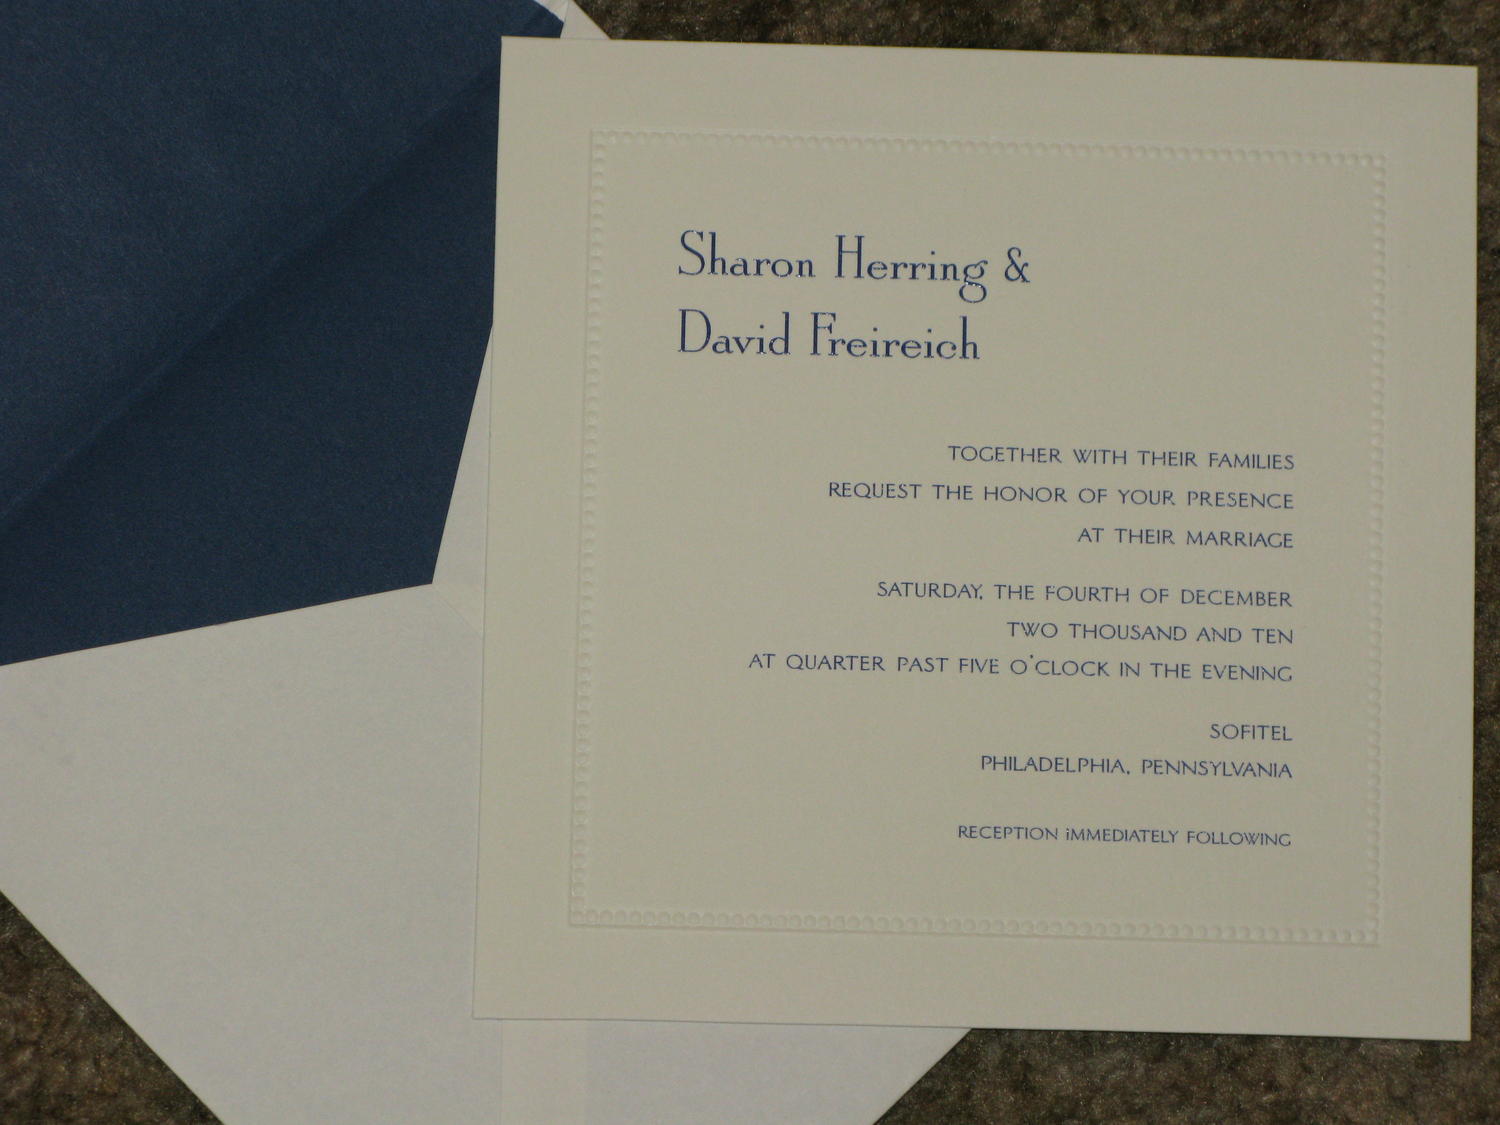 Sharon Herring &
David Freireich
TOGETHER WITH THEIR FAMILIES
REQUEST THE HONOR OF YOUR PRESENCE
AT THEIR MARRIAGE
SATURDAY, THE FOURTH OF DECEMBER
TWO THOUSAND AND TEN
AT QUARTER PAST FIVE O'CLOCK IN THE EVENING
SOFITEL
PHILADELPHIA, PENNSYLVANIA
RECEPTION iMMEDIATELY FOLLOWING